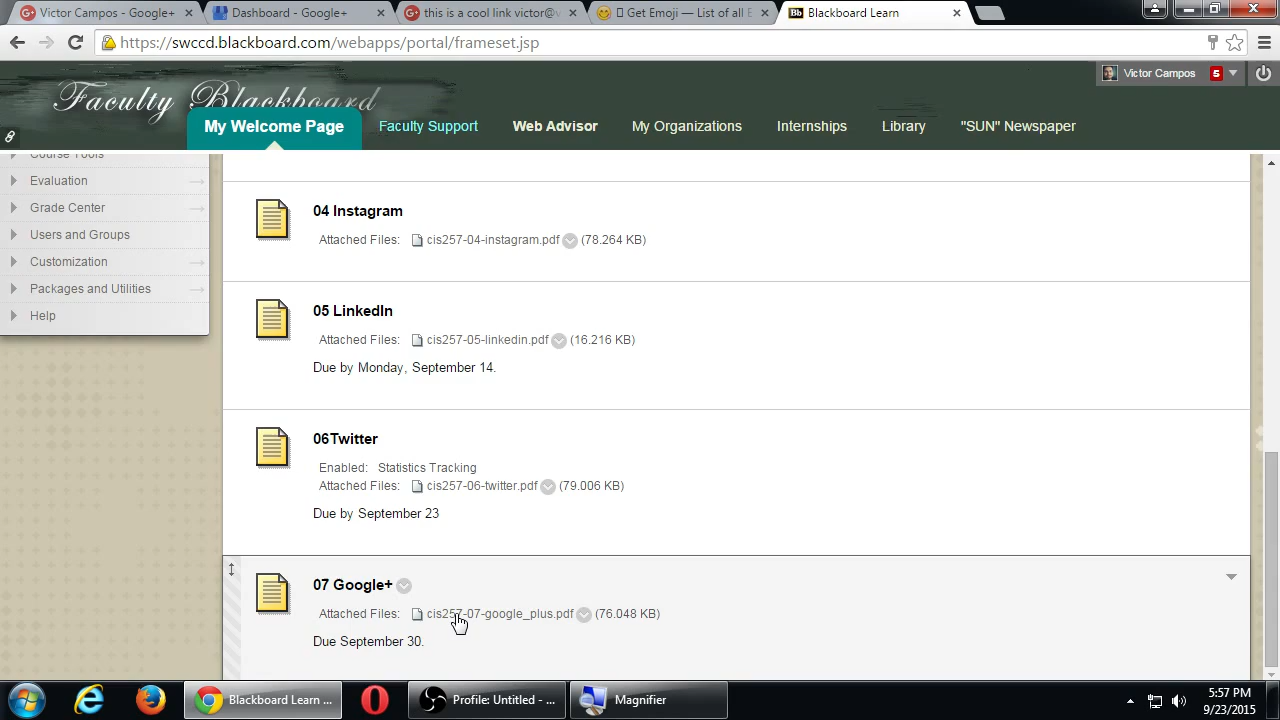 Victor Campos - Google+
Dashboard - Google+
this is a cool link victor@v
Get Emoji — List of all E
Blackboard Learn
https://swccd.blackboard.com/webapps/portal/frameset.jsp
Faculty Blackboard
Victor Campos 5
My Welcome Page
Faculty Support
Web Advisor
My Organizations
Internships
Library
"SUN" Newspaper
Course Tools
Evaluation
Grade Center
Users and Groups
Customization
Packages and Utilities
Help
04 Instagram
Attached Files: cis257-04-instagram.pdf (78.264 KB)
05 LinkedIn
Attached Files: cis257-05-linkedin.pdf (16.216 KB)
Due by Monday, September 14.
06Twitter
Enabled: Statistics Tracking
Attached Files: cis257-06-twitter.pdf (79.006 KB)
Due by September 23
07 Google+
Attached Files: cis257-07-google_plus.pdf (76.048 KB)
Due September 30.
Blackboard Learn ...
Profile: Untitled - ...
Magnifier
5:57 PM
9/23/2015